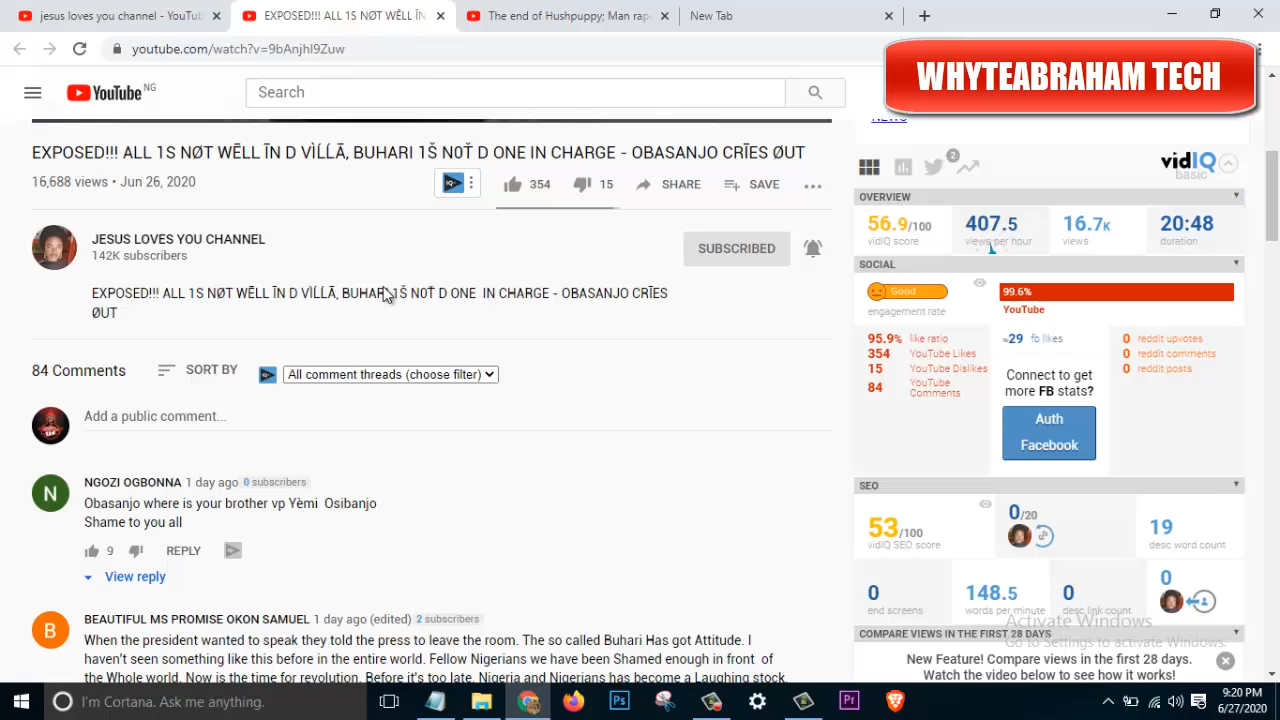 jesus loves you channel - YouTub
EXPOSED!!! ALL 1S NØT WĒLL ĪN
The end of Hushpuppy; Man rap
New Tab
youtube.com/watch?v=9bAnjhl9Zuw
WHYTEABRAHAM TECH
YouTube NG
Search
NEWS
EXPOSED!!! ALL 1S NØT WĒLL ĪN D VÌĹĹÃ, BUHARI 1Š N0Ť D ONE IN CHARGE - OBASANJO CRĪES ØUT
16,688 views • Jun 26, 2020
354
15
SHARE
SAVE
JESUS LOVES YOU CHANNEL
142K subscribers
SUBSCRIBED
EXPOSED!!! ALL 1S NØT WĒLL ĪN D VÌĹĹÃ, BUHARI 1Š N0Ť D ONE IN CHARGE - OBASANJO CRĪES
ØUT
84 Comments
SORT BY
All comment threads (choose filter)
Add a public comment...
N
NGOZI OGBONNA 1 day ago 0 subscribers
Obasanjo where is your brother vp Yèmi Osibanjo
Shame to you all
9
REPLY
View reply
B
BEAUTIFUL MS PROMISE OKON SAMUEL 1 day ago (edited) 2 subscribers
When the president wanted to speak they told the press to leave the room. The so called Buhari Has got Attitude. I
haven't seen something like this before in the entire world. Fellow Nigerians we have been Shamed enough in front of
the Whole world. Now is the time for revolution. Before it's too late. Nigeria and Nigerians has become a Laughing stock.
2
vidIQ
basic
OVERVIEW
56.9/100
vidIQ score
407.5
views per hour
16.7K
views
20:48
duration
SOCIAL
Good
engagement rate
99.6%
YouTube
95.9% like ratio
354 YouTube Likes
15 YouTube Dislikes
84 YouTube Comments
≈29 fb likes
Connect to get
more FB stats?
Auth
Facebook
0 reddit upvotes
0 reddit comments
0 reddit posts
SEO
53/100
vidIQ SEO score
0/20
19
desc word count
0
end screens
148.5
words per minute
0
desc link count
0
Activate Windows
Go to Settings to activate Windows.
COMPARE VIEWS IN THE FIRST 28 DAYS
New Feature! Compare views in the first 28 days.
Watch the video below to see how it works!
I'm Cortana. Ask me anything.
Ps
Pr
9:20 PM
6/27/2020